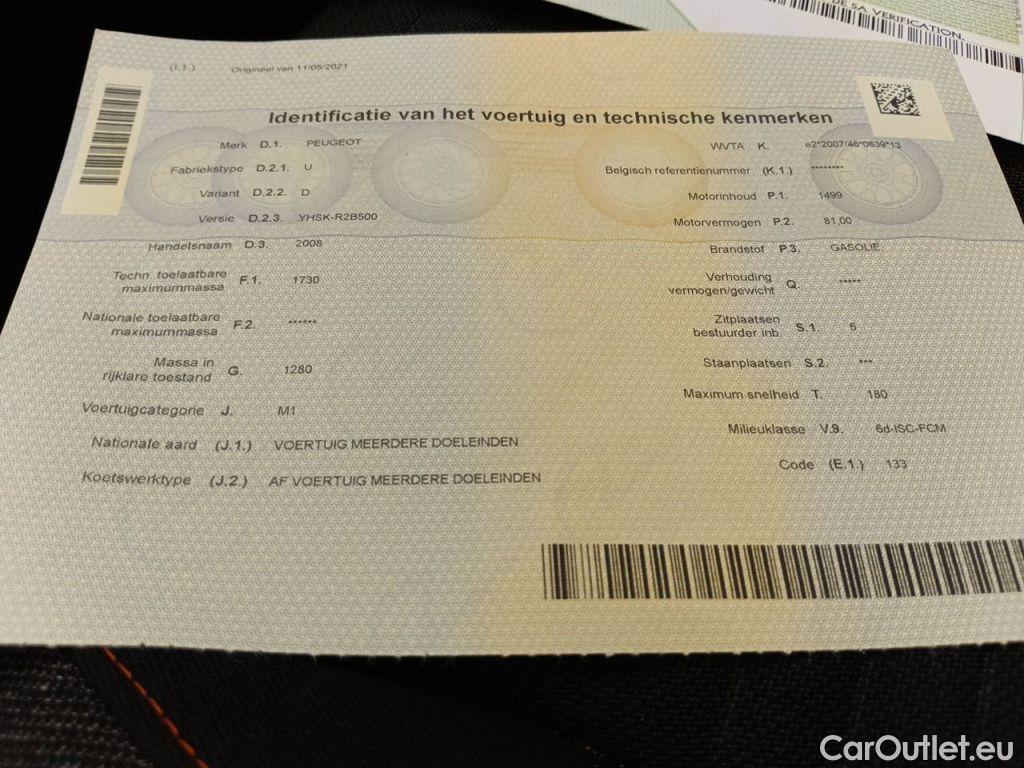 DE SA VERIFICATION.
(I.1.) Origineel van 11/05/2021
Identificatie van het voertuig en technische kenmerken
Merk D.1. PEUGEOT
Fabriekstype D.2.1. U
Variant D.2.2. D
Versie D.2.3. YHSK-R2B500
Handelsnaam D.3. 2008
Techn. toelaatbare
maximummassa F.1. 1730
Nationale toelaatbare
maximummassa F.2. ******
Massa in
rijklare toestand G. 1280
Voertuigcategorie J. M1
Nationale aard (J.1.) VOERTUIG MEERDERE DOELEINDEN
Koetswerktype (J.2.) AF VOERTUIG MEERDERE DOELEINDEN
WVTA K. e2*2007/46*0639*13
Belgisch referentienummer (K.1.) ********
Motorinhoud P.1. 1499
Motorvermogen P.2. 81,00
Brandstof P.3. GASOLIE
Verhouding
vermogen/gewicht Q. *****
Zitplaatsen
bestuurder inb. S.1. 5
Staanplaatsen S.2. ***
Maximum snelheid T. 180
Milieuklasse V.9. 6d-ISC-FCM
Code (E.1.) 133
CarOutlet.eu